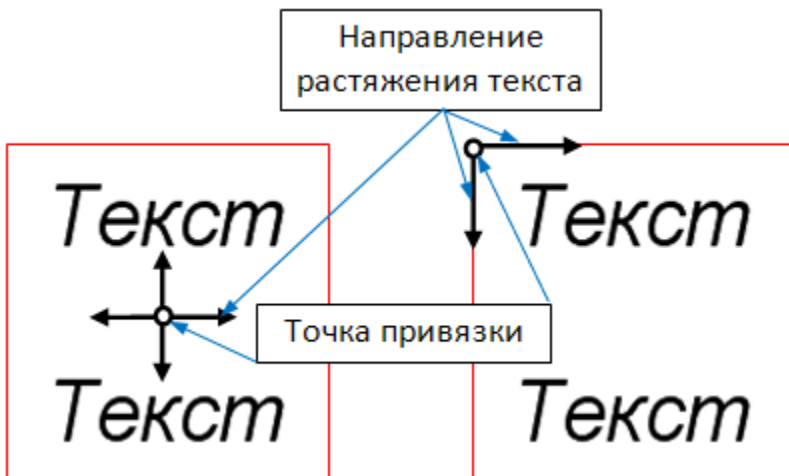 Направление
растяжения текста
Текст
Текст
Точка привязки
Текст
Текст